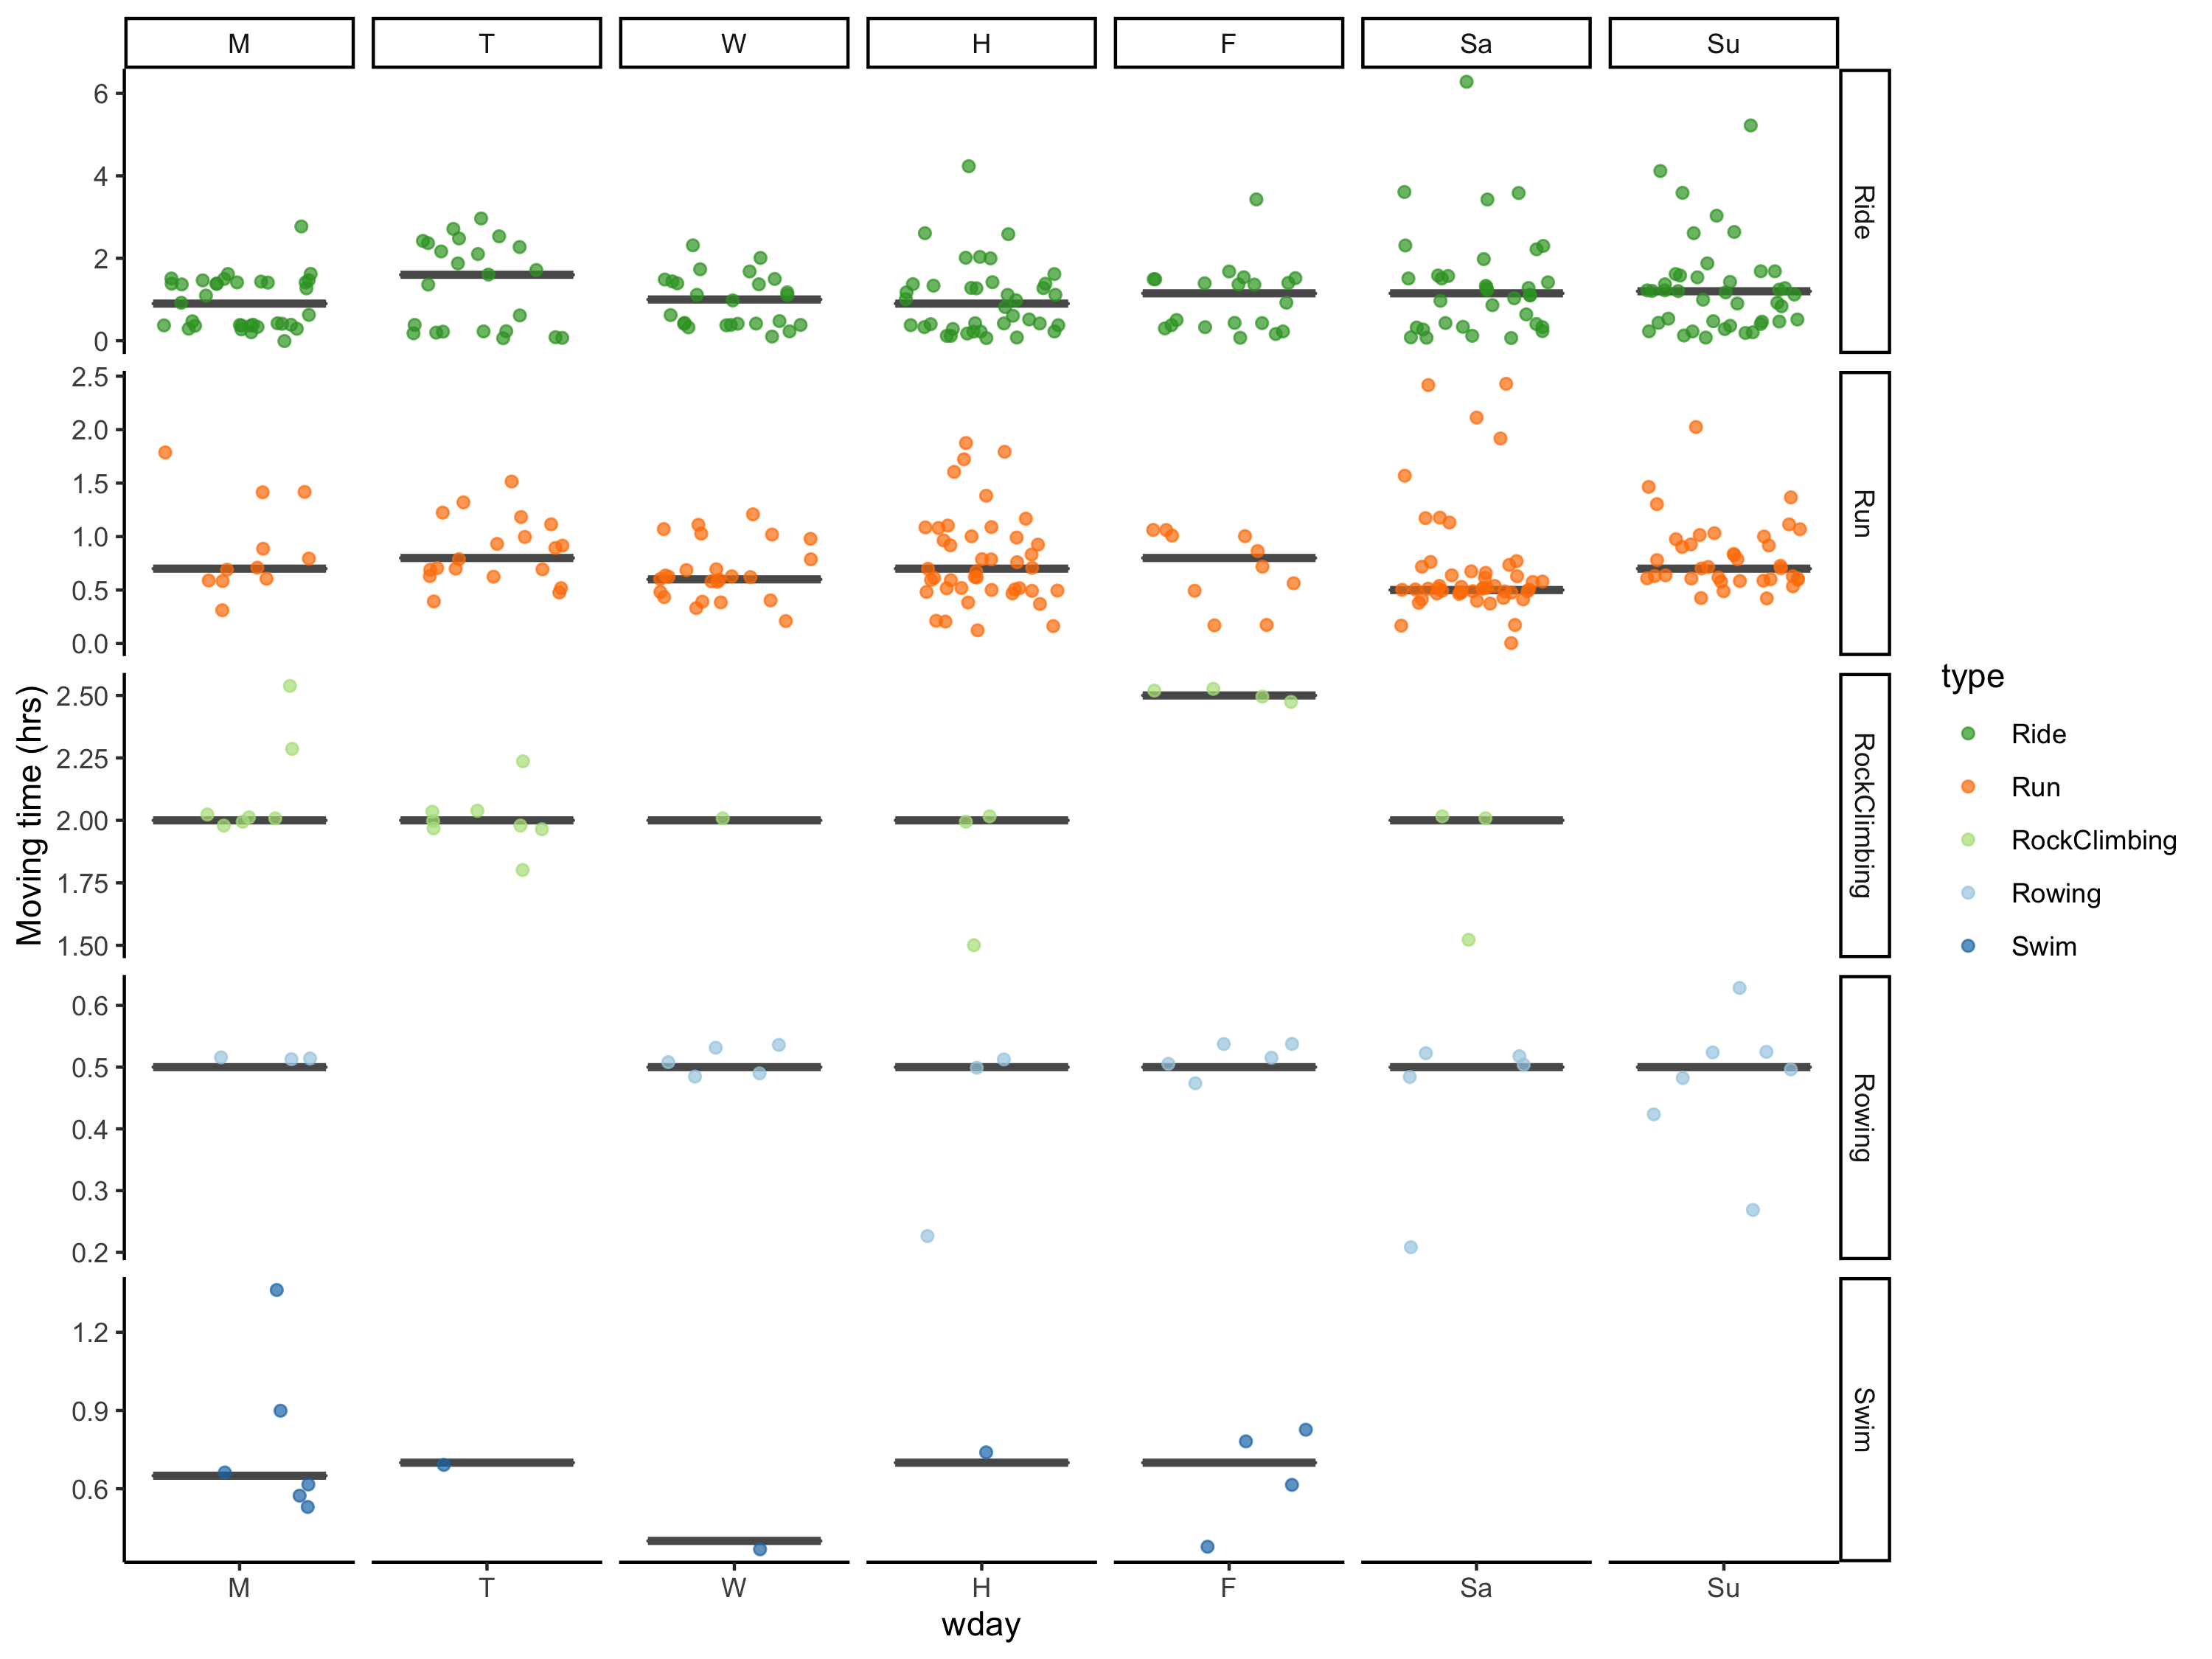 M T W H F Sa Su
6
4
2
0
Ride
2.5
2.0
1.5
1.0
0.5
0.0
Run
Moving time (hrs)
2.50
2.25
2.00
1.75
1.50
RockClimbing
0.6
0.5
0.4
0.3
0.2
Rowing
1.2
0.9
0.6
Swim
M T W H F Sa Su
wday
type
Ride
Run
RockClimbing
Rowing
Swim